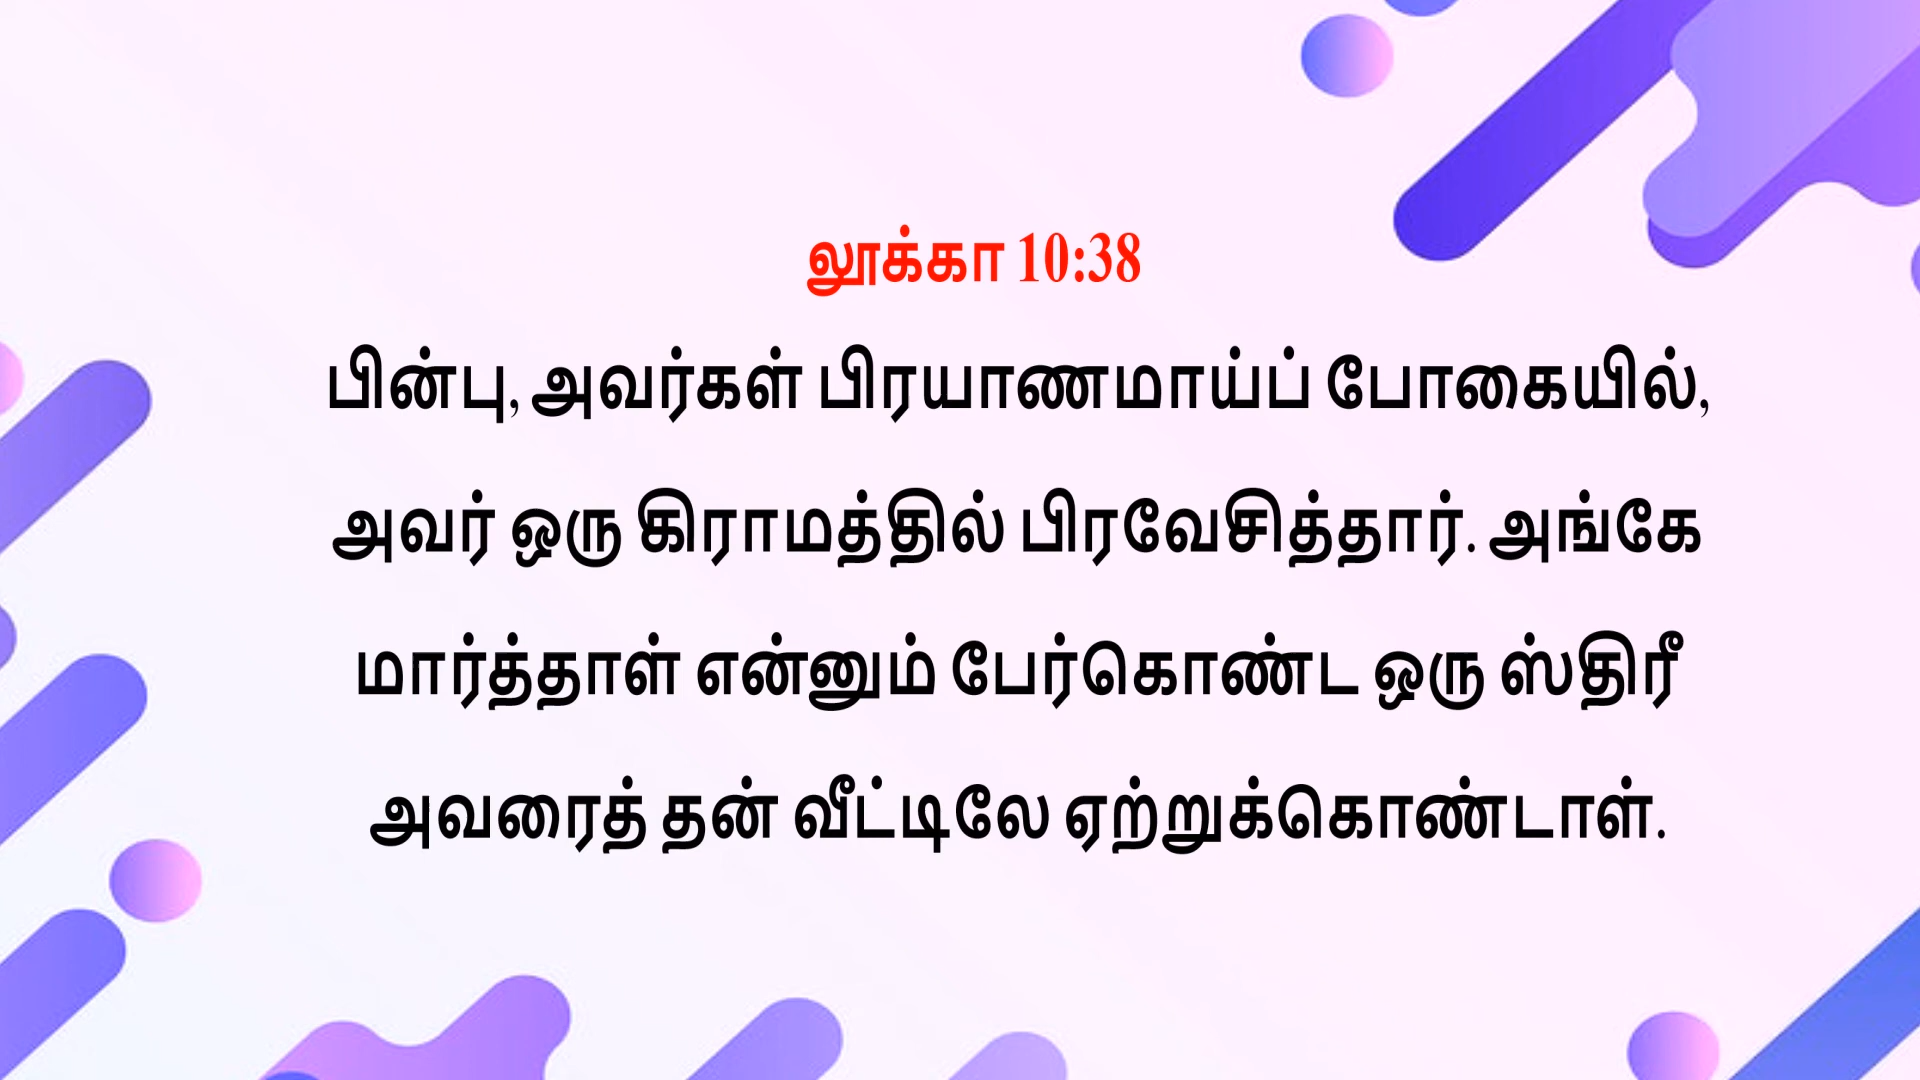 லூக்கா 10:38
பின்பு, அவர்கள் பிரயாணமாய்ப் போகையில்,
அவர் ஒரு கிராமத்தில் பிரவேசித்தார். அங்கே
மார்த்தாள் என்னும் பேர்கொண்ட ஒரு ஸ்திரீ
அவரைத் தன் வீட்டிலே ஏற்றுக்கொண்டாள்.